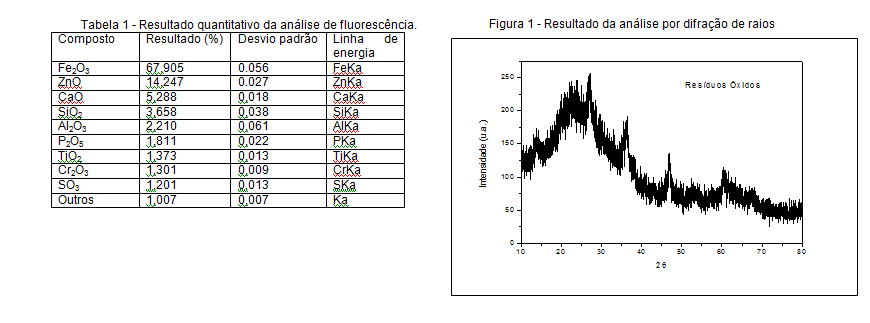 Tabela 1 - Resultado quantitativo da análise de fluorescência.
Composto Resultado (%) Desvio padrão Linha de energia
Fe₂O₃ 67,905 0.056 FeKa
ZnO 14,247 0.027 ZnKa
CaO 5,288 0,018 CaKa
SiO₂ 3,658 0,038 SiKa
Al₂O₃ 2,210 0,061 AlKa
P₂O₅ 1,811 0,022 PKa
TiO₂ 1,373 0,013 TiKa
Cr₂O₃ 1,301 0,009 CrKa
SO₃ 1,201 0,013 SKa
Outros 1,007 0,007 Ka
Figura 1 - Resultado da análise por difração de raios
Resíduos Óxidos
Intensidade (u.a.)
250
200
150
100
50
0
10 20 30 40 50 60 70 80
2θ